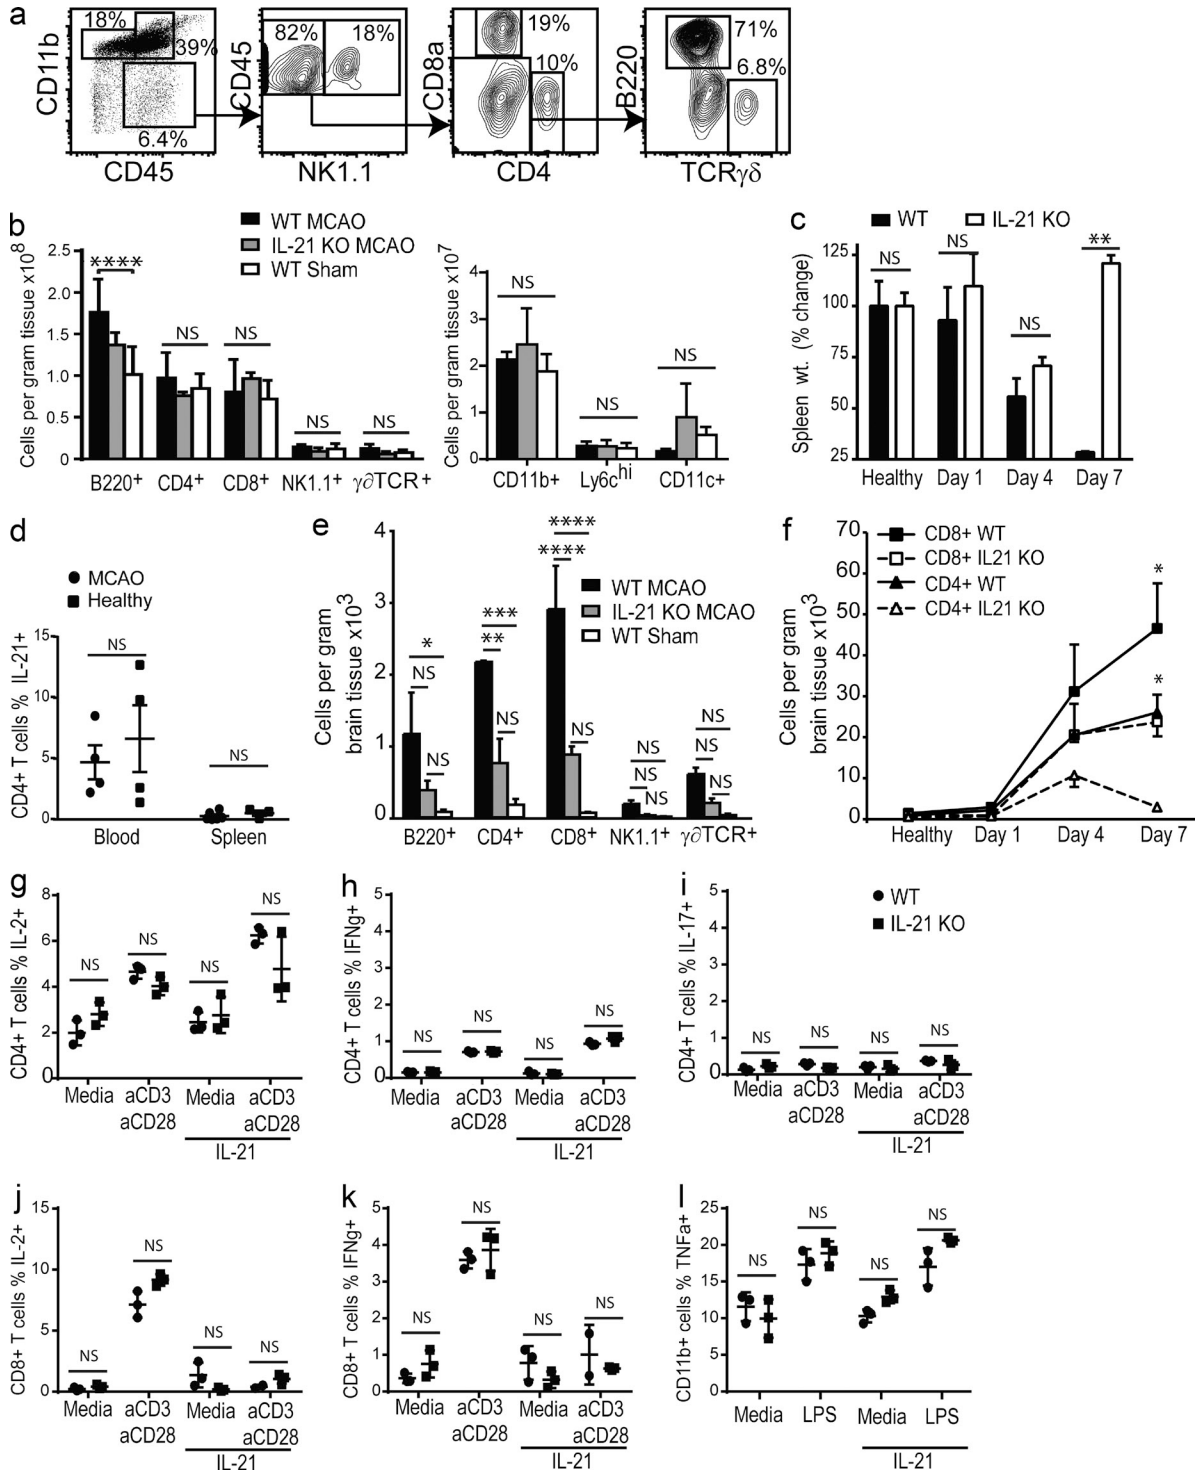 a
CD11b
18%
39%
6.4%
CD45
CD45
82%
18%
NK1.1
CD8a
19%
10%
CD4
B220
71%
6.8%
TCRγδ
b
WT MCAO
IL-21 KO MCAO
WT Sham
Cells per gram tissue x10⁸
2.5
2.0
1.5
1.0
0.5
0
****
NS
NS
NS
NS
B220⁺
CD4⁺
CD8⁺
NK1.1⁺
γ∂TCR⁺
Cells per gram tissue x10⁷
4
3
2
1
0
NS
NS
NS
CD11b+
Ly6cʰⁱ
CD11c+
c
WT
IL-21 KO
Spleen wt. (% change)
125
100
75
50
25
NS
NS
NS
**
Healthy
Day 1
Day 4
Day 7
d
MCAO
Healthy
CD4+ T cells % IL-21+
15
10
5
0
NS
NS
Blood
Spleen
e
Cells per gram
brain tissue x10³
4
3
2
1
0
WT MCAO
IL-21 KO MCAO
WT Sham
*
NS
NS
***
**
NS
****
****
NS
NS
NS
NS
NS
NS
NS
B220⁺
CD4⁺
CD8⁺
NK1.1⁺
γ∂TCR⁺
f
Cells per gram
brain tissue x10³
70
60
50
40
30
20
10
0
CD8+ WT
CD8+ IL21 KO
CD4+ WT
CD4+ IL21 KO
*
*
Healthy
Day 1
Day 4
Day 7
g
CD4+ T cells % IL-2+
8
6
4
2
0
NS
NS
NS
NS
Media
aCD3
aCD28
Media
aCD3
aCD28
IL-21
h
CD4+ T cells % IFNg+
5
4
3
2
1
0
NS
NS
NS
NS
Media
aCD3
aCD28
Media
aCD3
aCD28
IL-21
i
WT
IL-21 KO
CD4+ T cells % IL-17+
5
4
3
2
1
0
NS
NS
NS
NS
Media
aCD3
aCD28
Media
aCD3
aCD28
IL-21
j
CD8+ T cells % IL-2+
15
10
5
0
NS
NS
NS
NS
Media
aCD3
aCD28
Media
aCD3
aCD28
IL-21
k
CD8+ T cells % IFNg+
5
4
3
2
1
0
NS
NS
NS
NS
Media
aCD3
aCD28
Media
aCD3
aCD28
IL-21
l
CD11b+ cells % TNFa+
25
20
15
10
5
0
NS
NS
NS
NS
Media
LPS
Media
LPS
IL-21